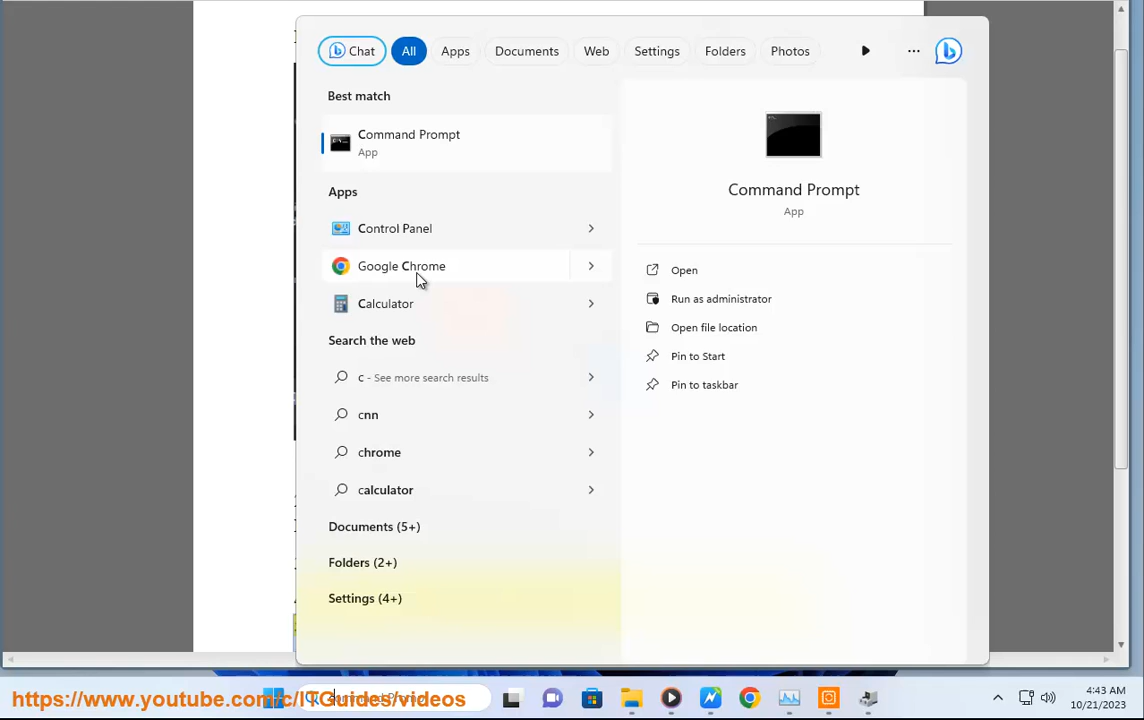 Chat
All
Apps
Documents
Web
Settings
Folders
Photos
Best match
Command Prompt
App
Apps
Control Panel
Google Chrome
Calculator
Search the web
c - See more search results
cnn
chrome
calculator
Documents (5+)
Folders (2+)
Settings (4+)
Command Prompt
App
Open
Run as administrator
Open file location
Pin to Start
Pin to taskbar
https://www.youtube.com/c/ITGuides/videos
4:43 AM
10/21/2023